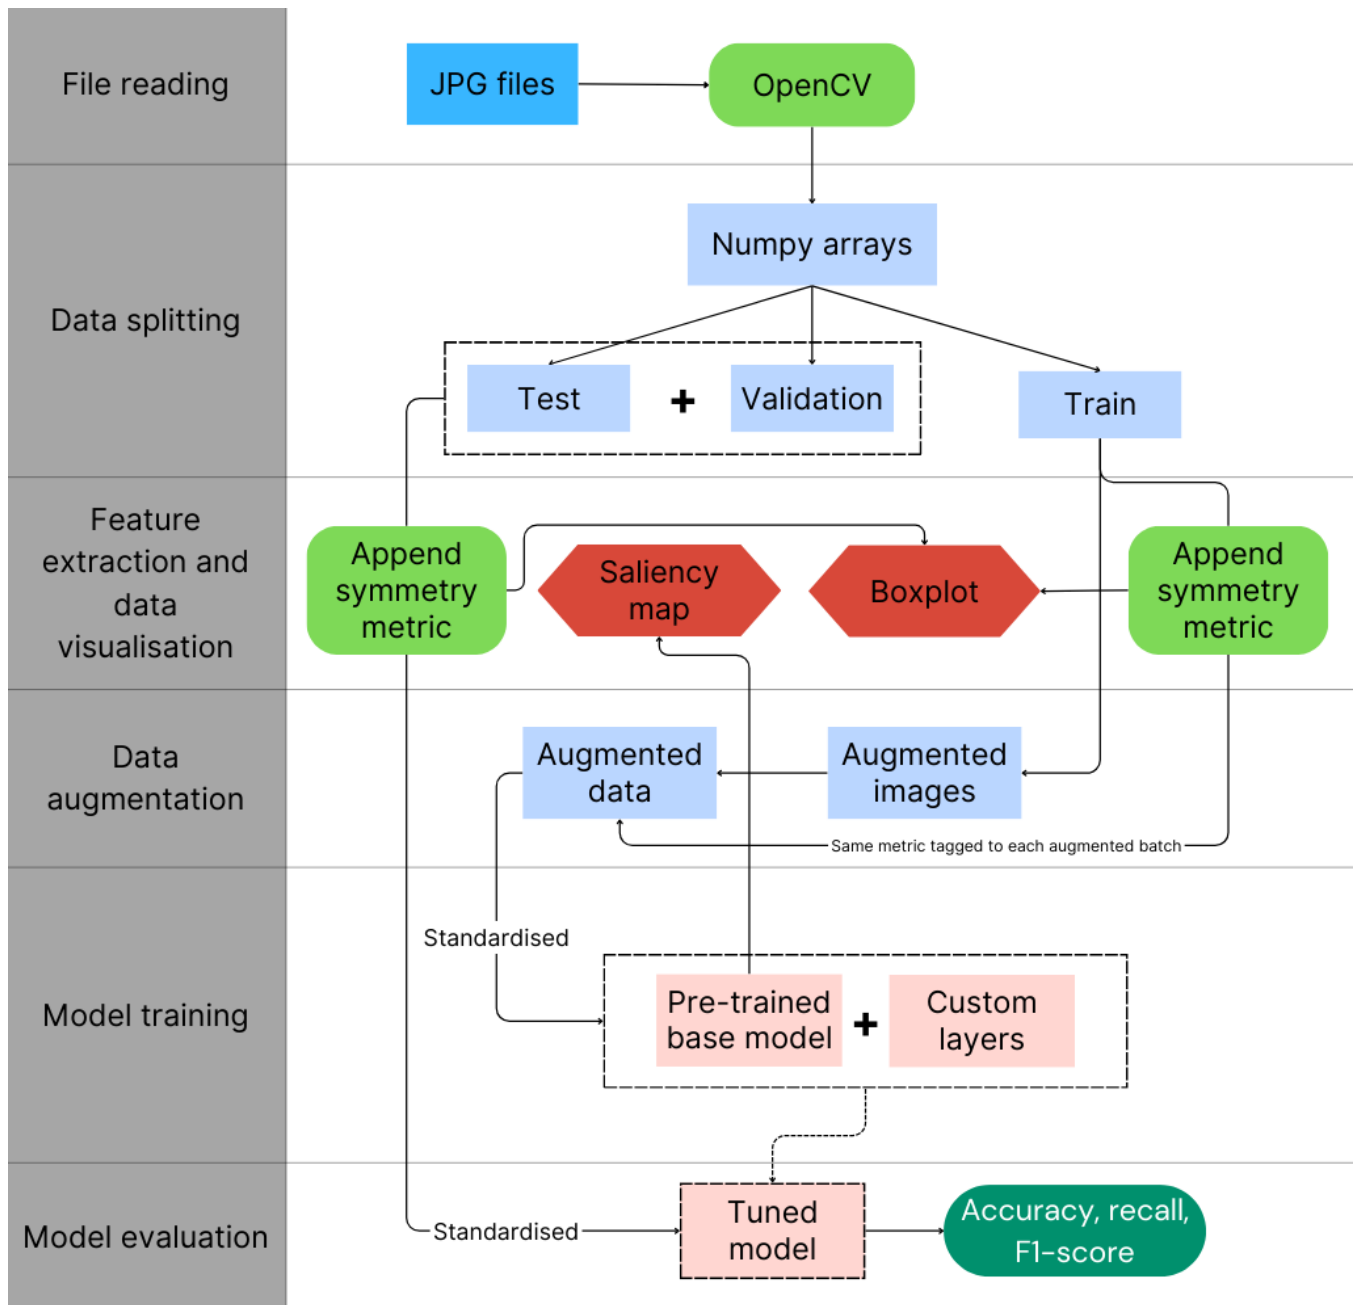 File reading
JPG files
OpenCV
Data splitting
Numpy arrays
Test
+
Validation
Train
Feature
extraction and
data
visualisation
Append
symmetry
metric
Saliency
map
Boxplot
Append
symmetry
metric
Data
augmentation
Augmented
data
Augmented
images
Same metric tagged to each augmented batch
Model training
Standardised
Pre-trained
base model
+
Custom
layers
Model evaluation
Standardised
Tuned
model
Accuracy, recall,
F1-score